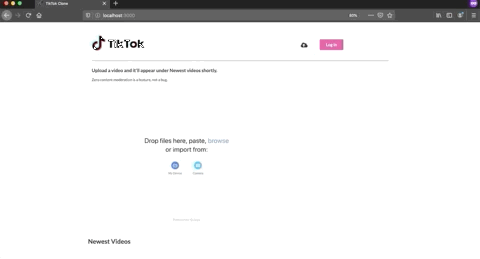 TikTok Clone
localhost:3000
80%
TikTok
Log in
Upload a video and it'll appear under Newest videos shortly.
Zero content moderation is a feature, not a bug.
Drop files here, paste, browse
or import from:
My Device
Camera
Newest Videos